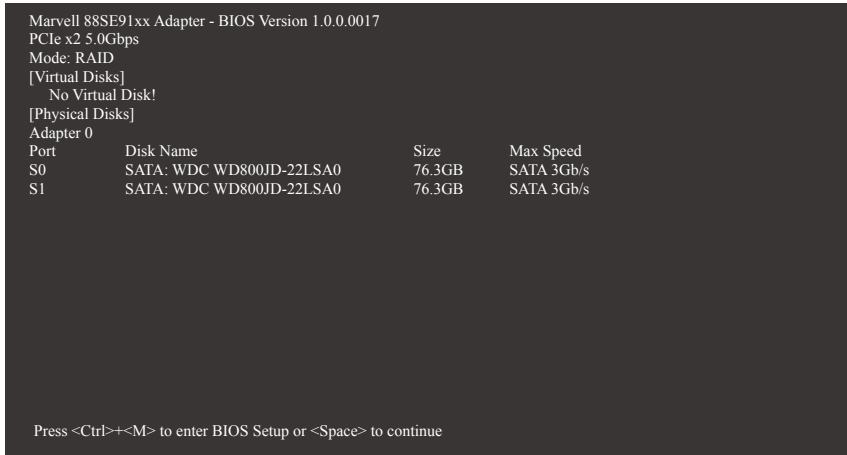 Marvell 88SE91xx Adapter - BIOS Version 1.0.0.0017
PCIe x2 5.0Gbps
Mode: RAID
[Virtual Disks]
No Virtual Disk!
[Physical Disks]
Adapter 0
Port Disk Name Size Max Speed
S0 SATA: WDC WD800JD-22LSA0 76.3GB SATA 3Gb/s
S1 SATA: WDC WD800JD-22LSA0 76.3GB SATA 3Gb/s
Press <Ctrl>+<M> to enter BIOS Setup or <Space> to continue